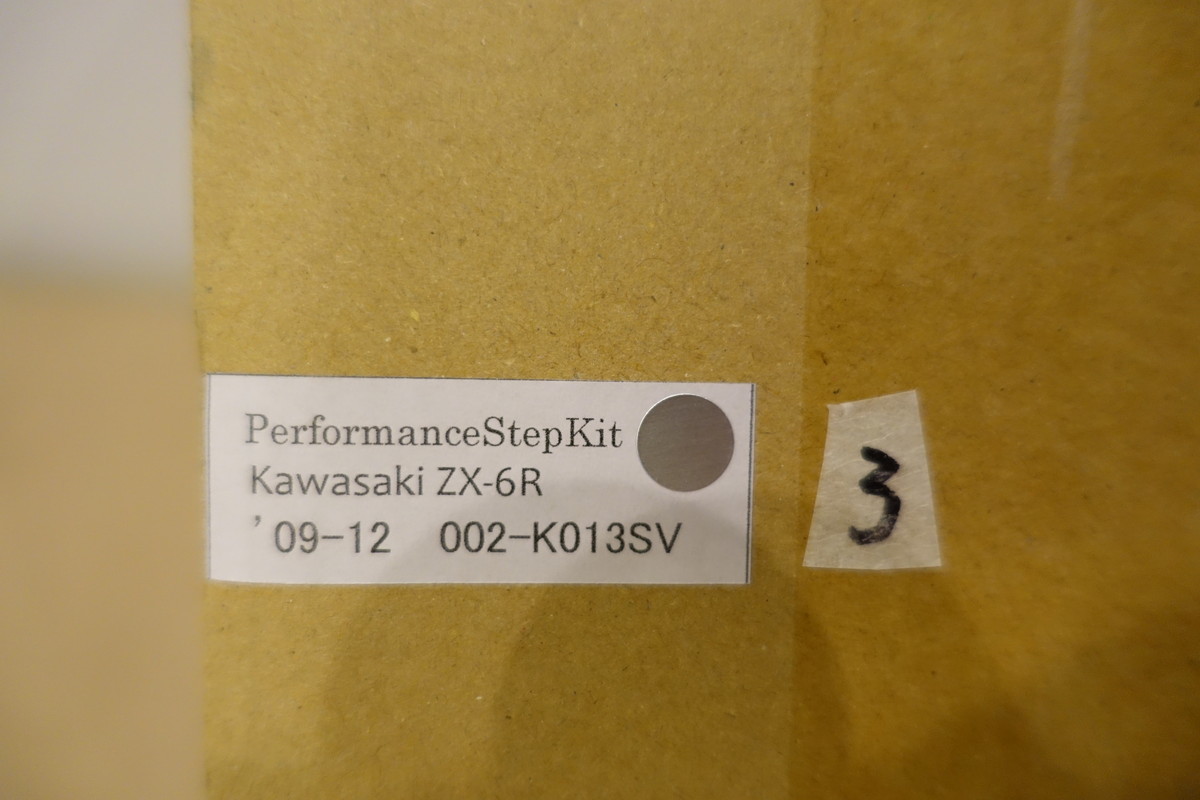 PerformanceStepKit
Kawasaki ZX-6R
'09-12 002-K013SV
3